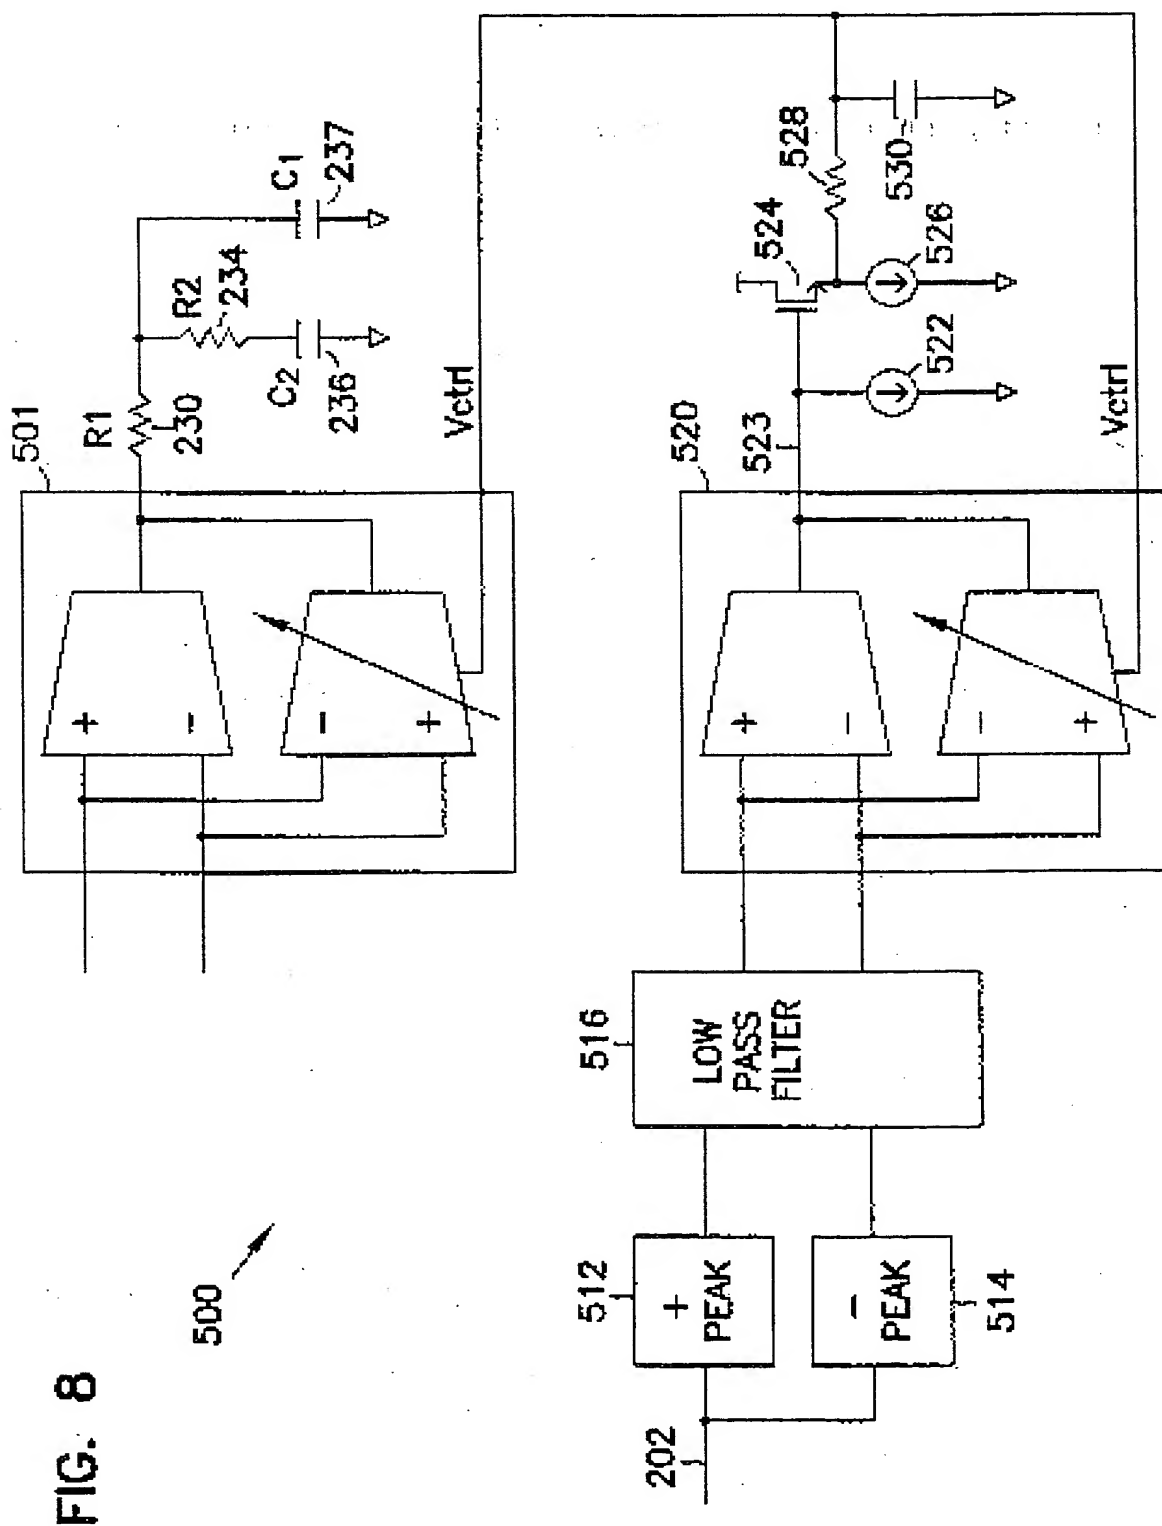 FIG. 8
500
501
R1
230
R2
234
C2
236
C1
237
Vctrl
+
-
-
+
202
512
+
PEAK
-
PEAK
514
516
LOW
PASS
FILTER
520
+
-
-
+
523
522
524
526
528
530
Vctrl